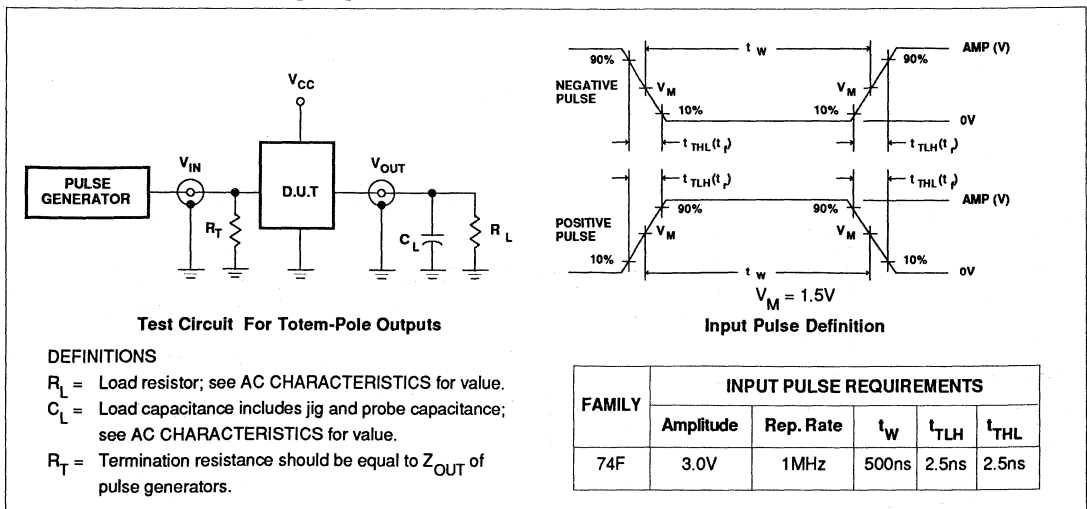 V_CC
V_IN
V_OUT
PULSE
GENERATOR
D.U.T
R_T
C_L
R_L
Test Circuit For Totem-Pole Outputs
DEFINITIONS
R_L = Load resistor; see AC CHARACTERISTICS for value.
C_L = Load capacitance includes jig and probe capacitance;
see AC CHARACTERISTICS for value.
R_T = Termination resistance should be equal to Z_OUT of
pulse generators.
t_W
AMP (V)
90%
90%
NEGATIVE
PULSE
V_M
V_M
10%
10%
0V
t_THL(t_f)
t_TLH(t_r)
t_TLH(t_r)
t_THL(t_f)
AMP (V)
90%
90%
POSITIVE
PULSE
V_M
V_M
10%
10%
t_W
0V
V_M = 1.5V
Input Pulse Definition
FAMILY
INPUT PULSE REQUIREMENTS
Amplitude Rep. Rate t_W t_TLH t_THL
74F 3.0V 1MHz 500ns 2.5ns 2.5ns